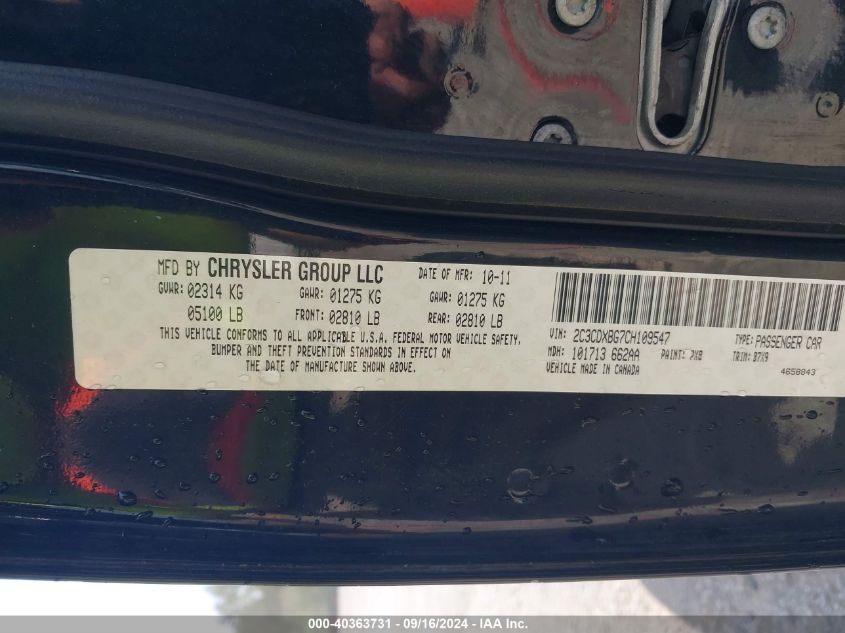 MFD BY CHRYSLER GROUP LLC
DATE OF MFR: 10-11
GVWR: 02314 KG
GAWR: 01275 KG
GAWR: 01275 KG
05100 LB
FRONT: 02810 LB
REAR: 02810 LB
THIS VEHICLE CONFORMS TO ALL APPLICABLE U.S.A. FEDERAL MOTOR VEHICLE SAFETY,
BUMPER AND THEFT PREVENTION STANDARDS IN EFFECT ON
THE DATE OF MANUFACTURE SHOWN ABOVE.
VIN: 2C3CDXBG7CH109547
TYPE: PASSENGER CAR
MDH: 101713 662AA
PAINT:
TRIM: B7X9
VEHICLE MADE IN CANADA
4658843
000-40363731 - 09/16/2024 - IAA Inc.